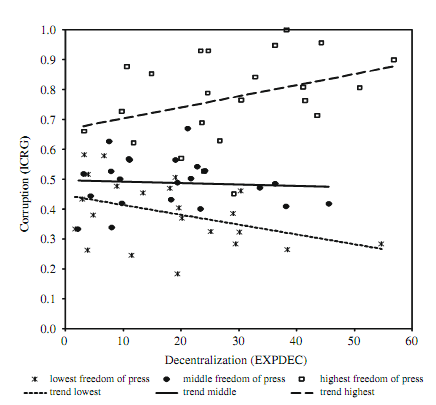 1.0
0.9
0.8
0.7
0.6
0.5
0.4
0.3
0.2
0.1
0.0
Corruption (ICRG)
0 10 20 30 40 50 60
Decentralization (EXPDEC)
lowest freedom of press middle freedom of press highest freedom of press
trend lowest trend middle trend highest